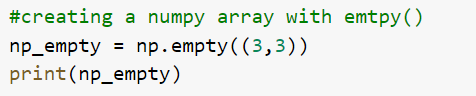 #creating a numpy array with emtpy()
np_empty = np.empty((3,3))
print(np_empty)